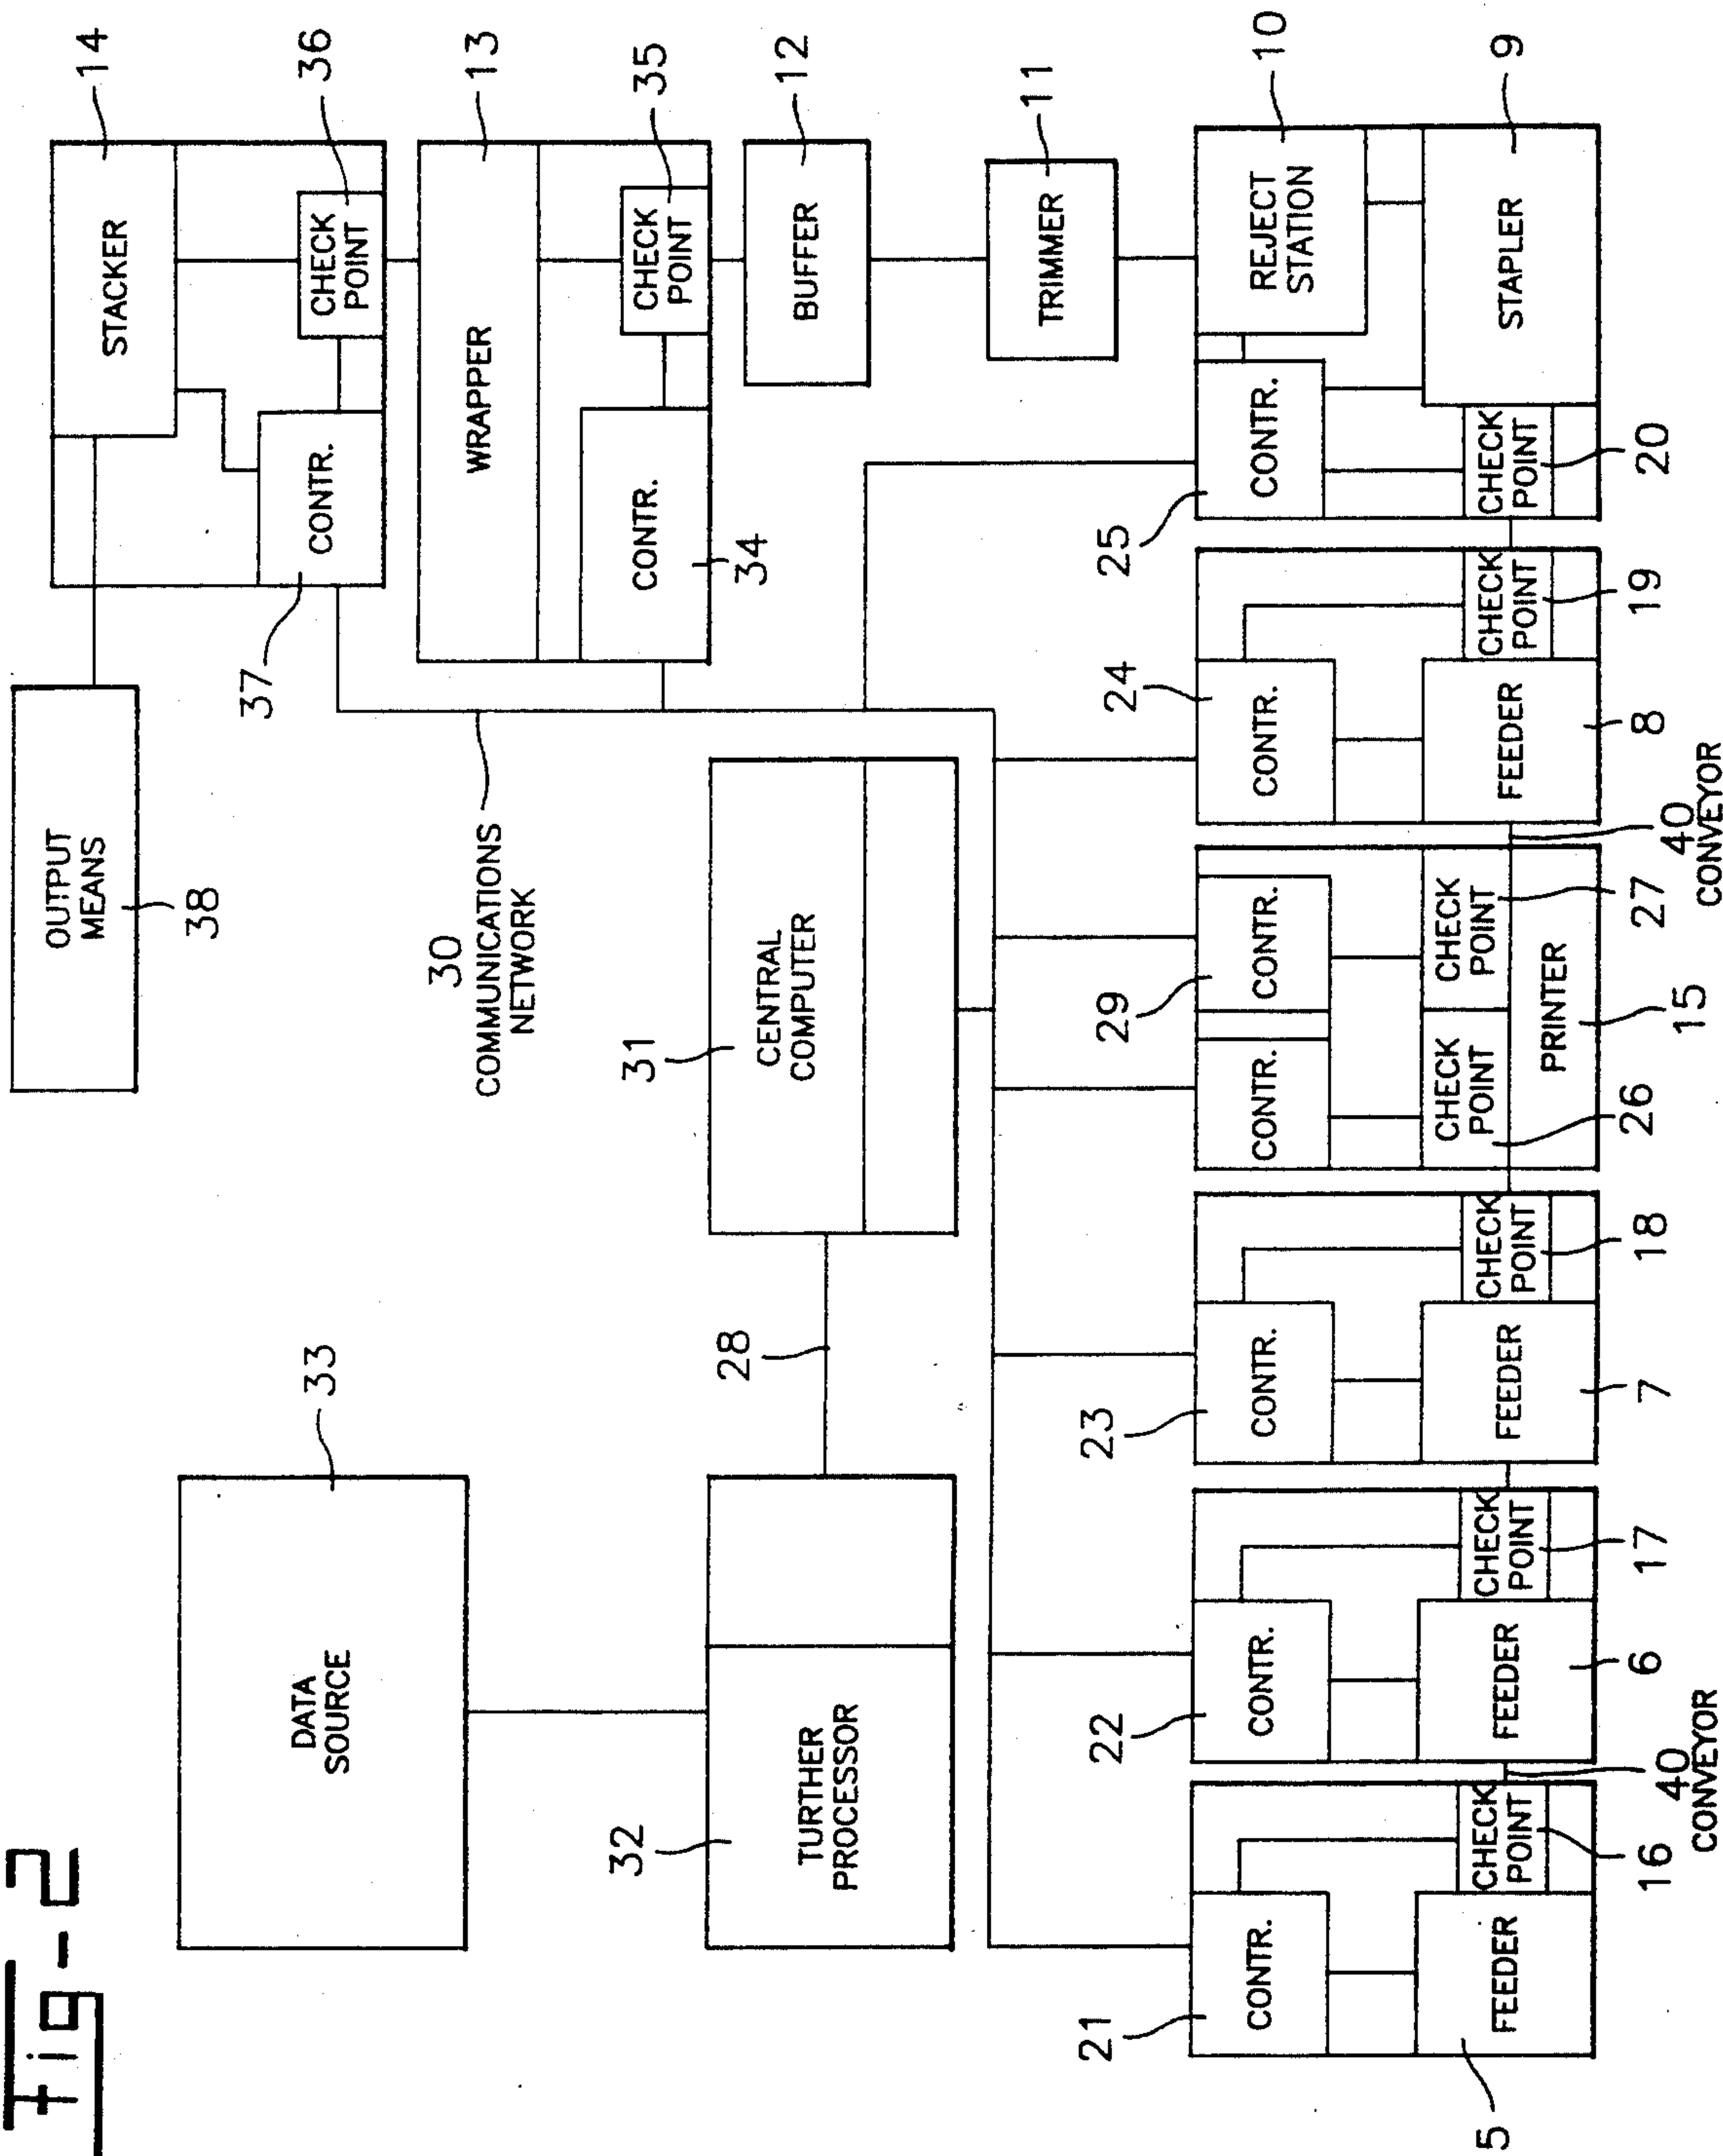 fig-2
DATA
SOURCE
33
TURTHER
PROCESSOR
32
28
CENTRAL
COMPUTER
31
30
COMMUNICATIONS
NETWORK
OUTPUT
MEANS
38
STACKER
14
CHECK
POINT
36
CONTR.
37
WRAPPER
13
CHECK
POINT
35
CONTR.
34
BUFFER
12
TRIMMER
11
REJECT
STATION
10
STAPLER
9
CONTR.
25
CHECK
POINT
20
CONTR.
21
FEEDER
5
CHECK
POINT
16
40
CONVEYOR
CONTR.
22
FEEDER
6
CHECK
POINT
17
CONTR.
23
FEEDER
7
CHECK
POINT
18
CONTR.
CONTR.
29
CHECK
POINT
26
CHECK
POINT
27
PRINTER
15
40
CONVEYOR
CONTR.
24
FEEDER
8
CHECK
POINT
19